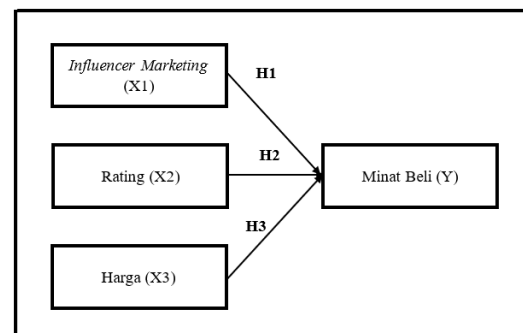 Influencer Marketing
(X1)
H1
Rating (X2)
H2
Minat Beli (Y)
H3
Harga (X3)